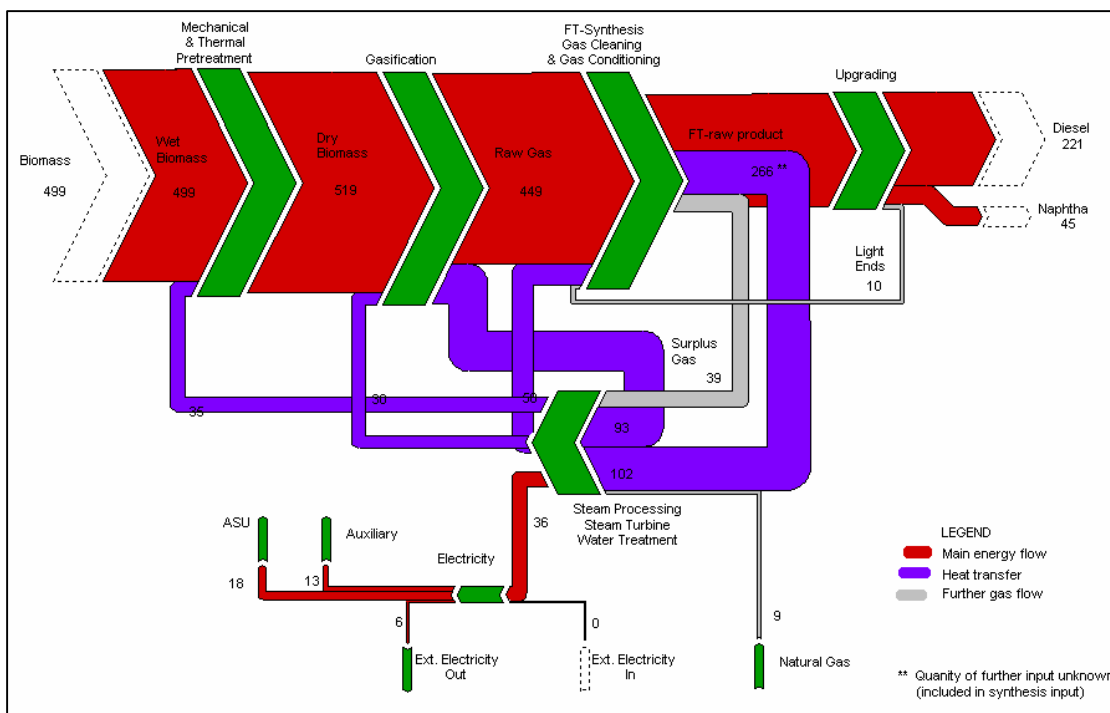 Mechanical
& Thermal
Pretreatment
Gasification
FT-Synthesis
Gas Cleaning
& Gas Conditioning
Upgrading
Biomass
499
Wet
Biomass
499
Dry
Biomass
519
Raw Gas
449
FT-raw product
266 **
Diesel
221
Naphtha
45
Light
Ends
10
Surplus
Gas
39
35
30
50
93
102
Steam Processing
Steam Turbine
Water Treatment
36
ASU
Auxiliary
Electricity
18
13
6
0
9
Ext. Electricity
Out
Ext. Electricity
In
Natural Gas
LEGEND
Main energy flow
Heat transfer
Further gas flow
** Quanity of further input unknown
(included in synthesis input)